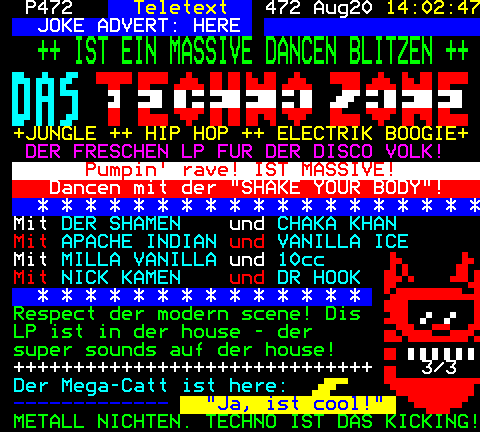 P472 Teletext 472 Aug20 14:02:47
JOKE ADVERT: HERE
++ IST EIN MASSIVE DANCEN BLITZEN ++
DAS TECHNO ZONE
+JUNGLE ++ HIP HOP ++ ELECTRIK BOOGIE+
DER FRESCHEN LP FUR DER DISCO VOLK!
Pumpin' rave! IST MASSIVE!
Dancen mit der "SHAKE YOUR BODY"!
* * * * * * * * * * * * * * * * * * *
Mit DER SHAMEN und CHAKA KHAN
Mit APACHE INDIAN und VANILLA ICE
Mit MILLA VANILLA und 10cc
Mit NICK KAMEN und DR HOOK
* * * * * * * * * * * * * *
Respect der modern scene! Dis
LP ist in der house - der
super sounds auf der house!
++++++++++++++++++++++++++++++
3/3
Der Mega-Catt ist here:
-------------- "Ja, ist cool!"
METALL NICHTEN. TECHNO IST DAS KICKING!